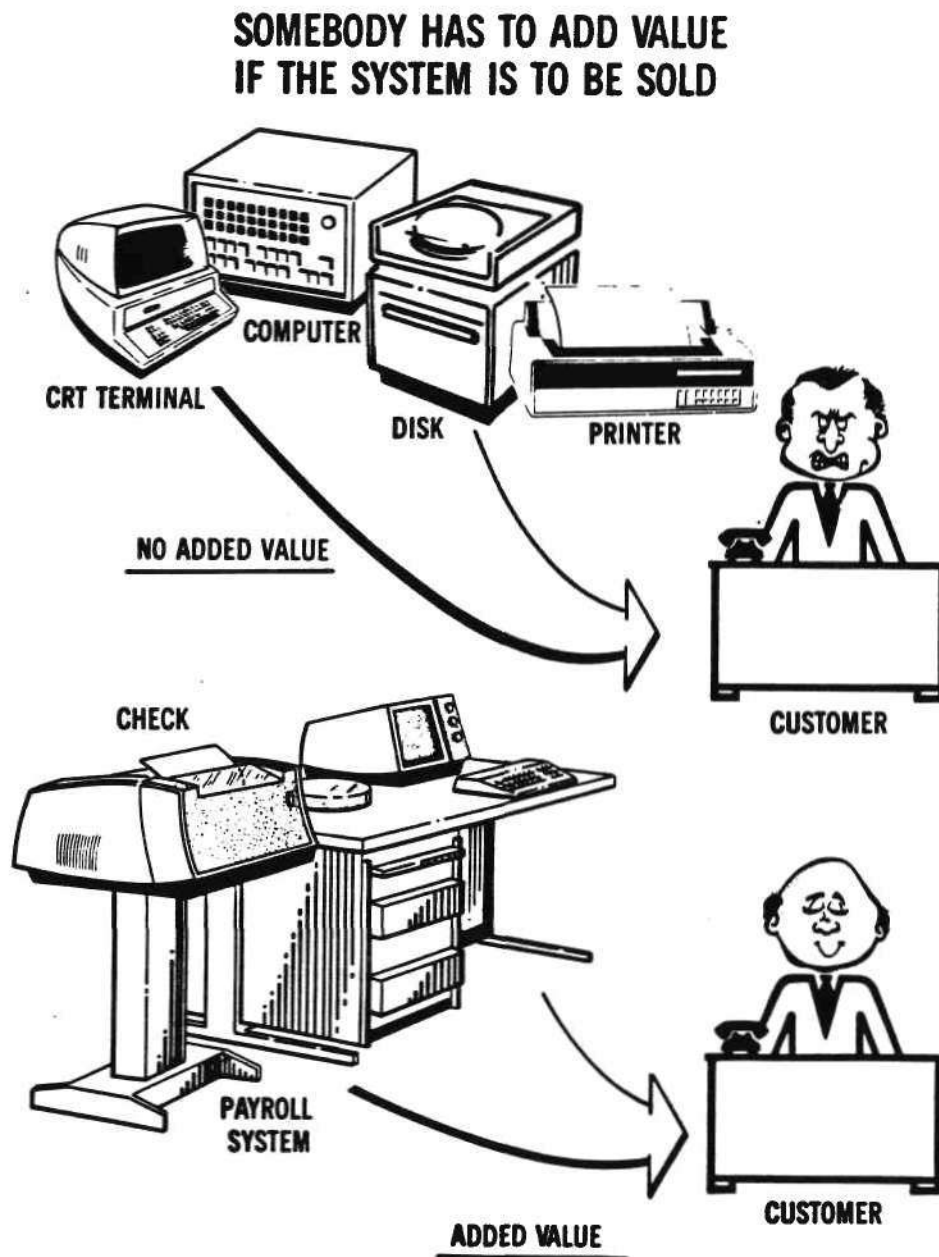 SOMEBODY HAS TO ADD VALUE
IF THE SYSTEM IS TO BE SOLD
COMPUTER
CRT TERMINAL
DISK
PRINTER
NO ADDED VALUE
CUSTOMER
CHECK
PAYROLL
SYSTEM
CUSTOMER
ADDED VALUE